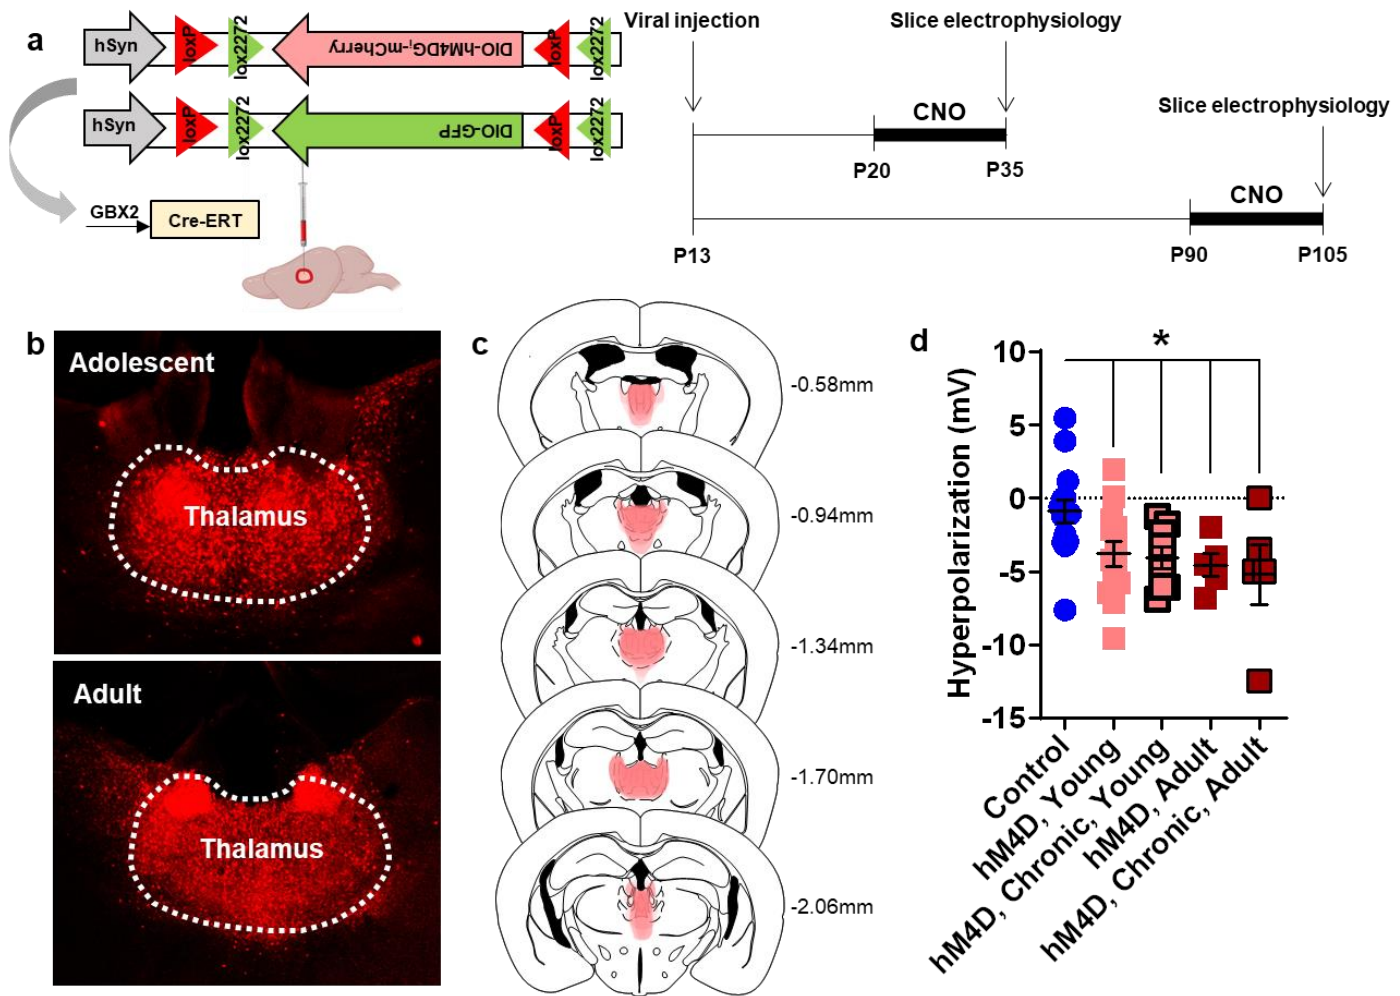 a
hSyn
loxP
lox2272
DIO-hM4DGi-mCherry
loxP
lox2272
hSyn
loxP
lox2272
DIO-GFP
loxP
lox2272
GBX2
Cre-ERT
Viral injection
Slice electrophysiology
CNO
P20
P35
Slice electrophysiology
CNO
P13
P90
P105
b
Adolescent
Thalamus
Adult
Thalamus
c
-0.58mm
-0.94mm
-1.34mm
-1.70mm
-2.06mm
d
*
Hyperpolarization (mV)
10
5
0
-5
-10
-15
Control
hM4D, Young
hM4D, Chronic, Young
hM4D, Adult
hM4D, Chronic, Adult